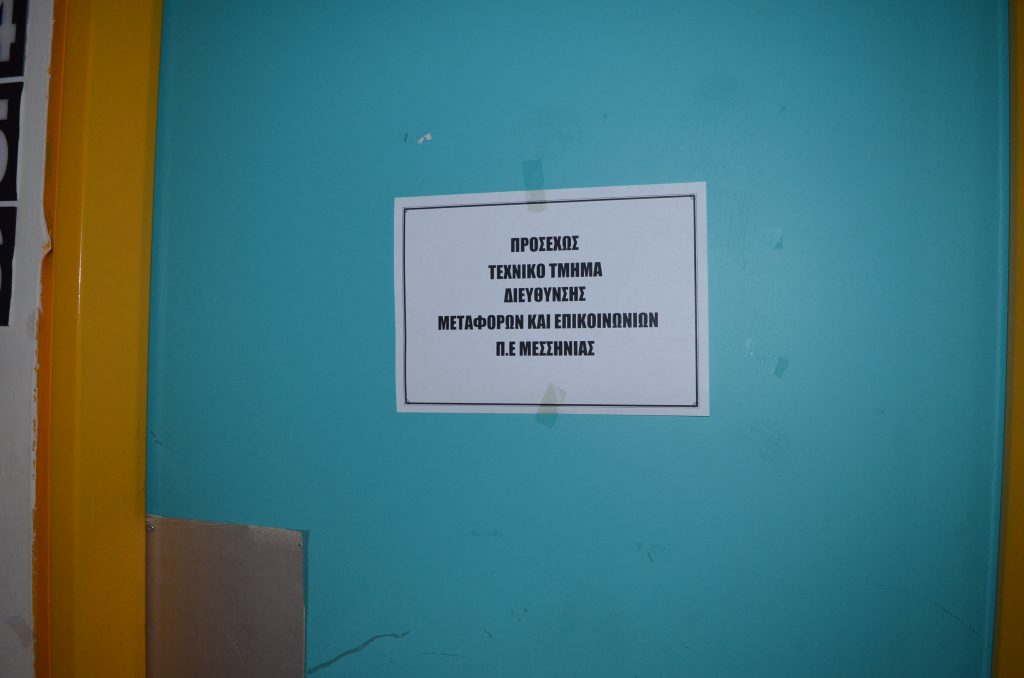 ΠΡΟΣΕΧΩΣ
ΤΕΧΝΙΚΟ ΤΜΗΜΑ
ΔΙΕΥΘΥΝΣΗΣ
ΜΕΤΑΦΟΡΩΝ ΚΑΙ ΕΠΙΚΟΙΝΩΝΙΩΝ
Π.Ε ΜΕΣΣΗΝΙΑΣ